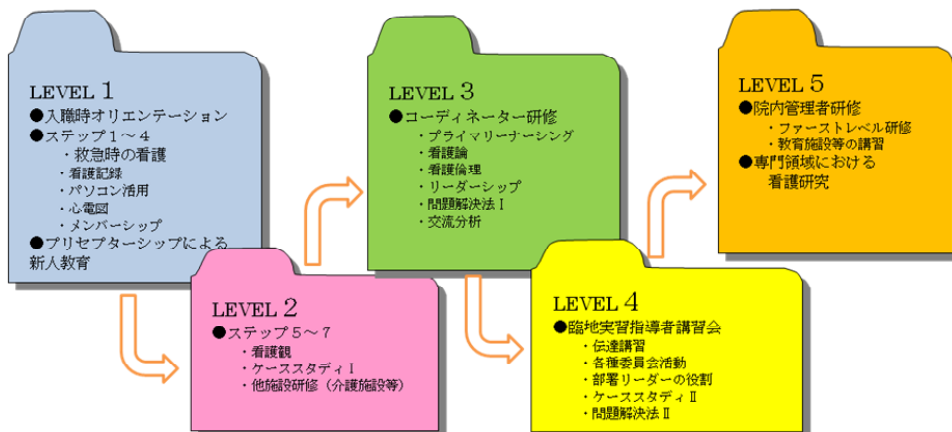 LEVEL 1
●入職時オリエンテーション
●ステップ1～4
・救急時の看護
・看護記録
・パソコン活用
・心電図
・メンバーシップ
●プリセプターシップによる
新人教育
LEVEL 2
●ステップ5～7
・看護観
・ケーススタディⅠ
・他施設研修（介護施設等）
LEVEL 3
●コーディネーター研修
・プライマリーナーシング
・看護論
・看護倫理
・リーダーシップ
・問題解決法Ⅰ
・交流分析
LEVEL 4
●臨地実習指導者講習会
・伝達講習
・各種委員会活動
・部署リーダーの役割
・ケーススタディⅡ
・問題解決法Ⅱ
LEVEL 5
●院内管理者研修
・ファーストレベル研修
・教育施設等の講習
●専門領域における
看護研究